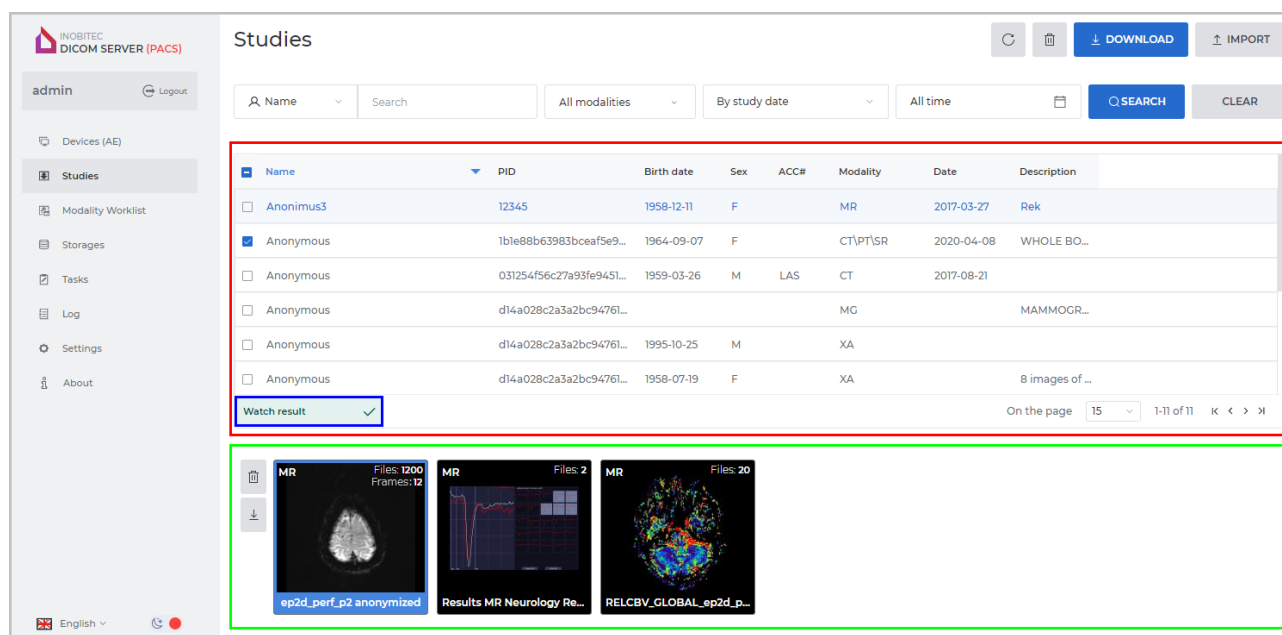 INOBITEC
DICOM SERVER (PACS)
admin
Logout
Devices (AE)
Studies
Modality Worklist
Storages
Tasks
Log
Settings
About
English
Studies
DOWNLOAD
IMPORT
Name
Search
All modalities
By study date
All time
SEARCH
CLEAR
Name PID Birth date Sex ACC# Modality Date Description
Anonimus3 12345 1958-12-11 F MR 2017-03-27 Rek
Anonymous 1b1e88b63983bceaf5e9... 1964-09-07 F CT\PT\SR 2020-04-08 WHOLE BO...
Anonymous 031254f56c27a93fe9451... 1959-03-26 M LAS CT 2017-08-21
Anonymous d14a028c2a3a2bc94761... MG MAMMOGR...
Anonymous d14a028c2a3a2bc94761... 1995-10-25 M XA
Anonymous d14a028c2a3a2bc94761... 1958-07-19 F XA 8 images of ...
Watch result
On the page 15 1-11 of 11
MR Files: 1200
Frames: 12
ep2d_perf_p2 anonymized
MR Files: 2
Results MR Neurology Re...
MR Files: 20
RELCBV_GLOBAL_ep2d_p...